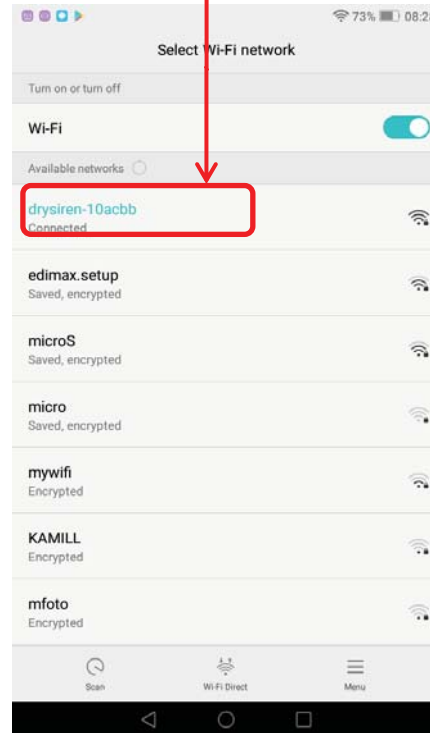 73% 08:2
Select Wi-Fi network
Turn on or turn off
Wi-Fi
Available networks
drysiren-10acbb
Connected
edimax.setup
Saved, encrypted
microS
Saved, encrypted
micro
Saved, encrypted
mywifi
Encrypted
KAMILL
Encrypted
mfoto
Encrypted
Scan Wi-Fi Direct Menu